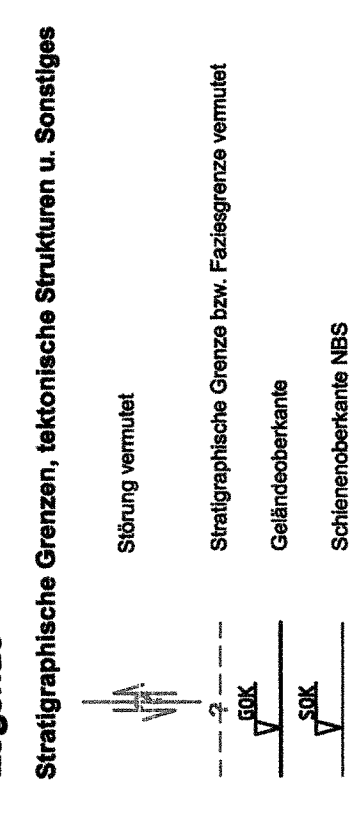 Stratigraphische Grenzen, tektonische Strukturen u. Sonstiges
Störung vermutet
? Stratigraphische Grenze bzw. Faziesgrenze vermutet
GOK Geländeoberkante
SOK Schienenoberkante NBS